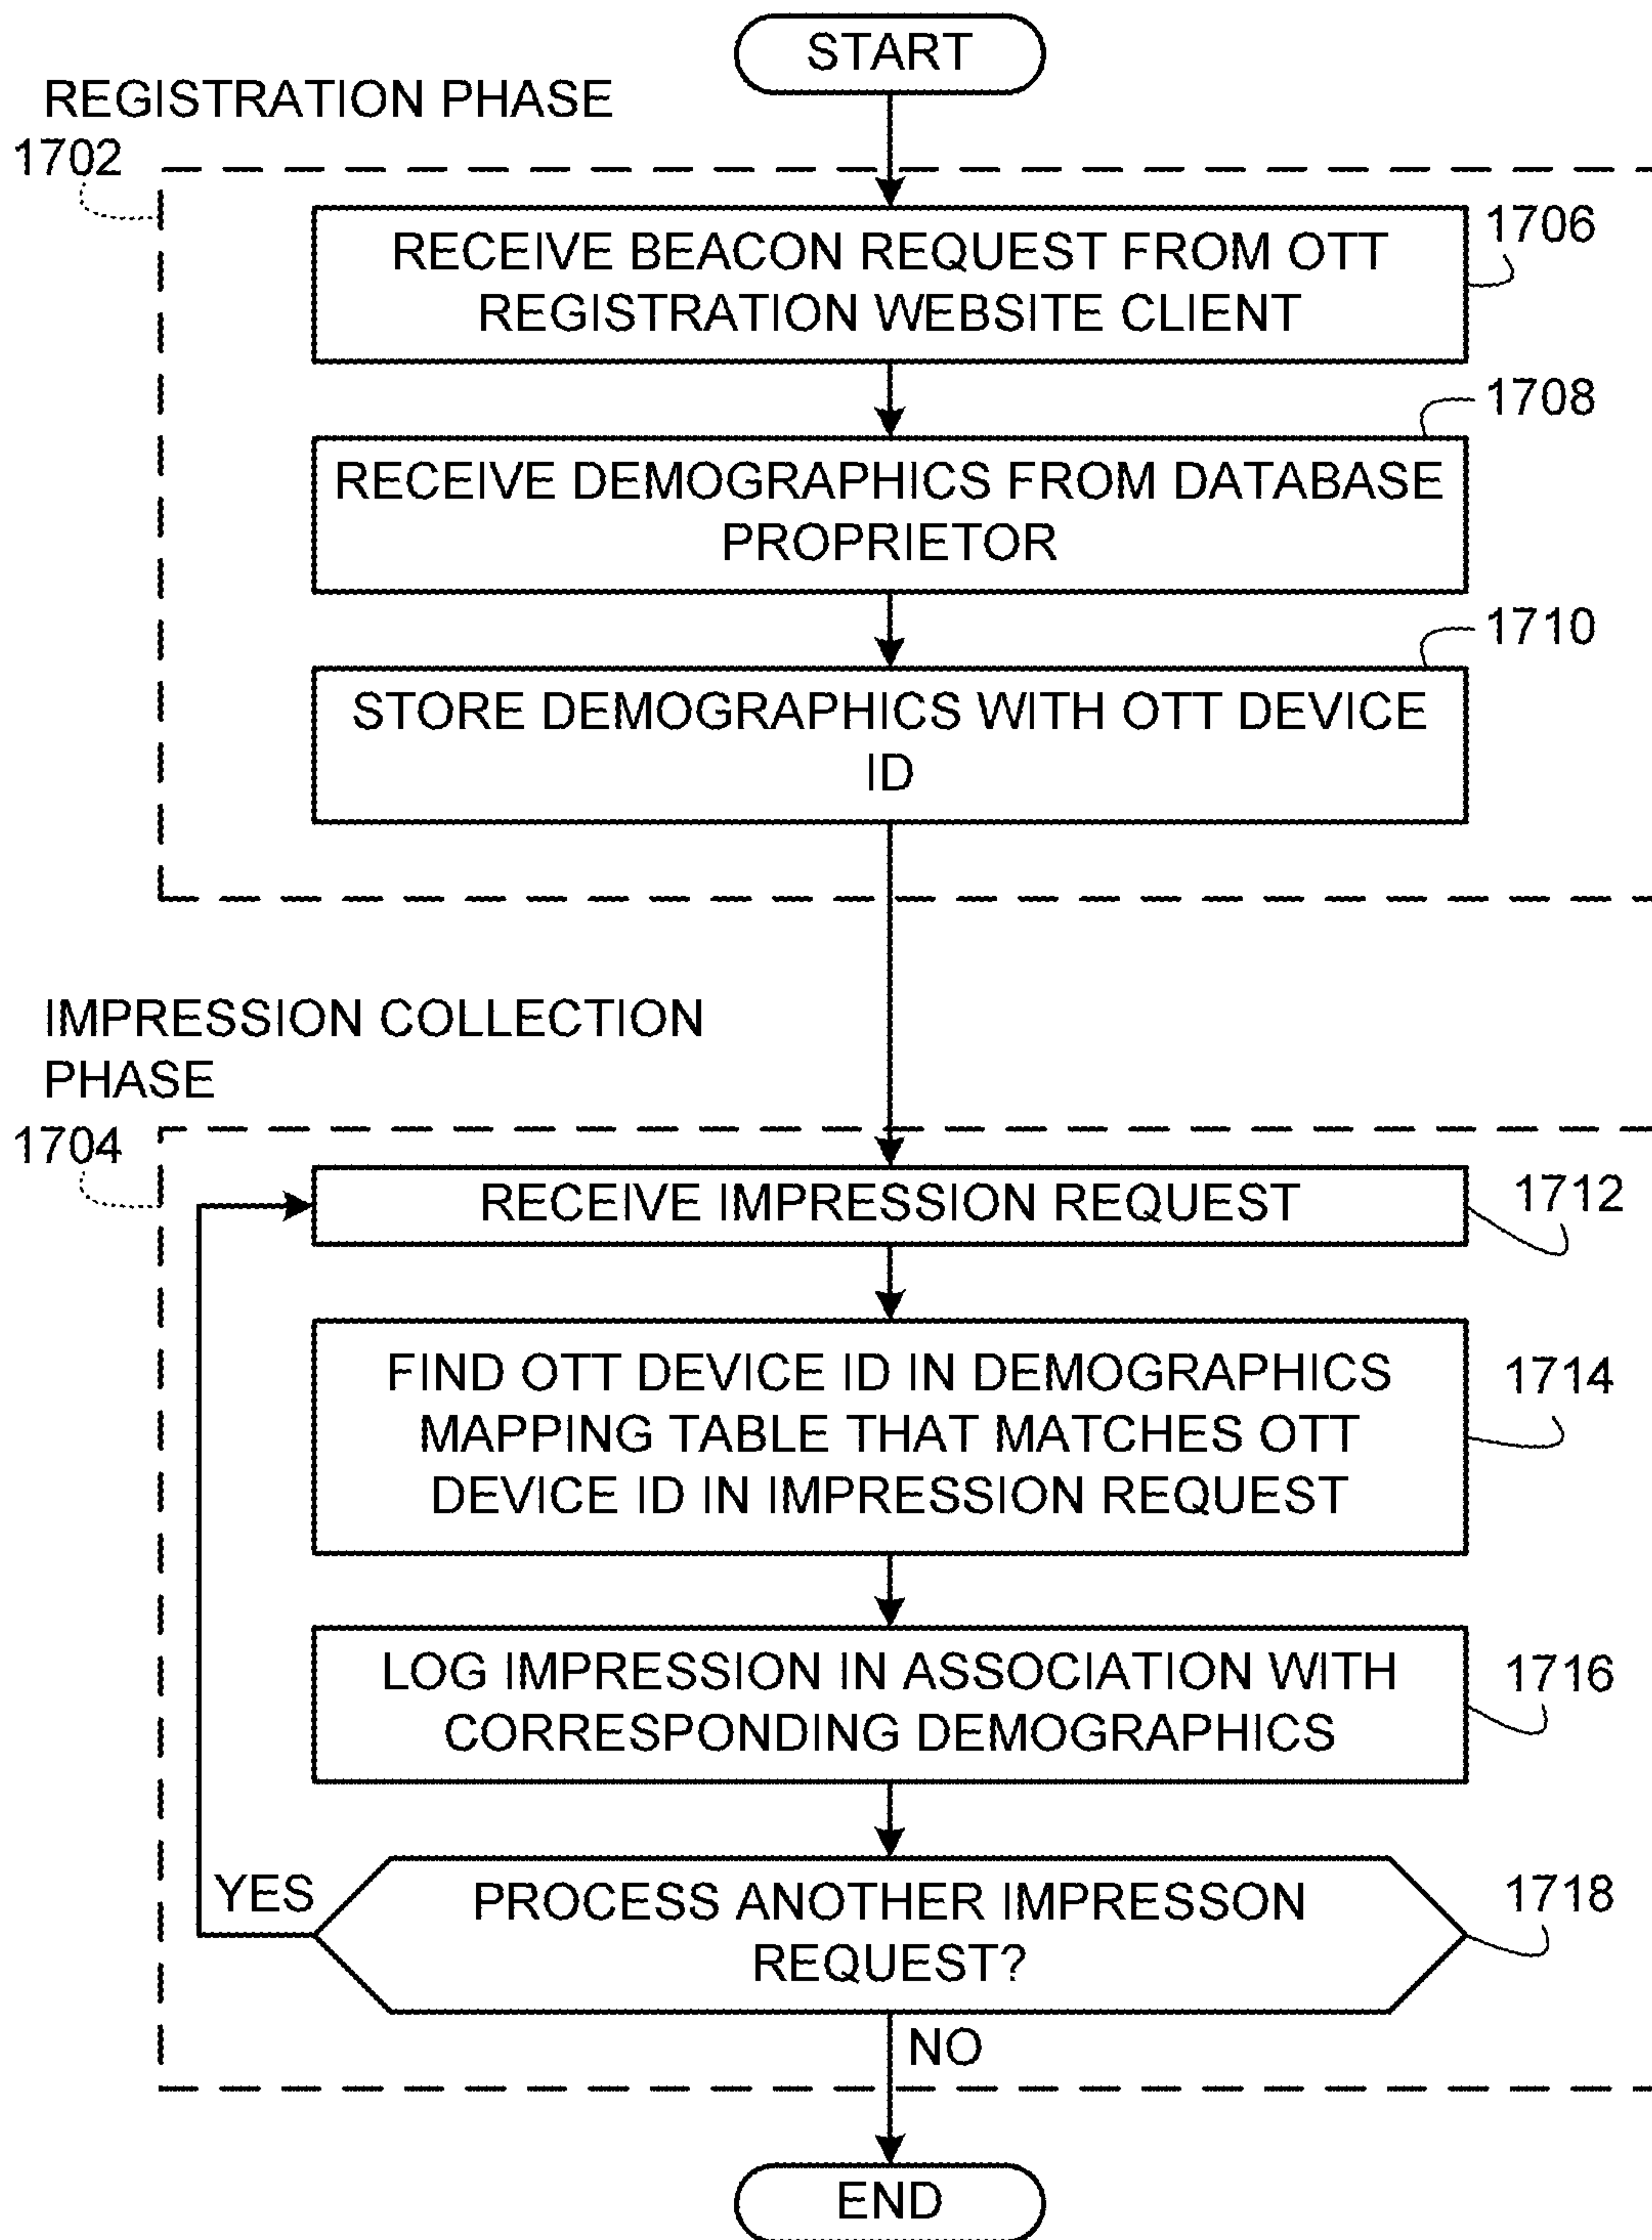 START
REGISTRATION PHASE
1702
RECEIVE BEACON REQUEST FROM OTT
REGISTRATION WEBSITE CLIENT
1706
1708
RECEIVE DEMOGRAPHICS FROM DATABASE
PROPRIETOR
1710
STORE DEMOGRAPHICS WITH OTT DEVICE
ID
IMPRESSION COLLECTION
PHASE
1704
RECEIVE IMPRESSION REQUEST
1712
FIND OTT DEVICE ID IN DEMOGRAPHICS
MAPPING TABLE THAT MATCHES OTT
DEVICE ID IN IMPRESSION REQUEST
1714
LOG IMPRESSION IN ASSOCIATION WITH
CORRESPONDING DEMOGRAPHICS
1716
YES
PROCESS ANOTHER IMPRESSON
REQUEST?
1718
NO
END